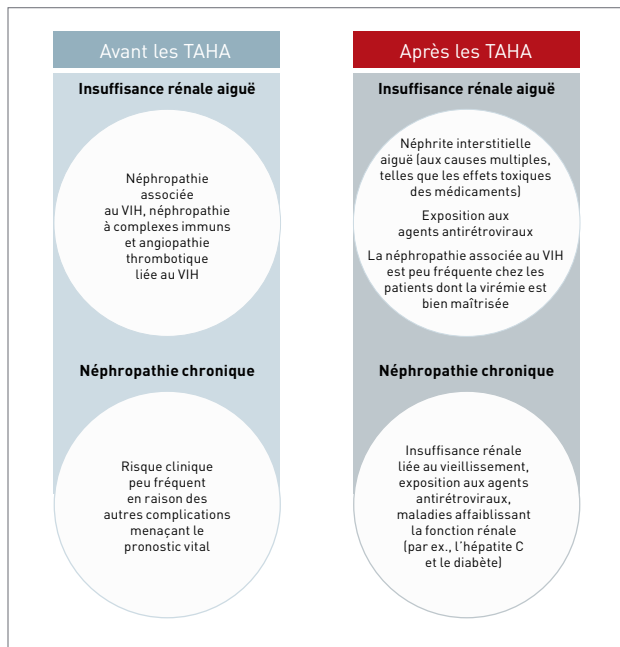 Avant les TAHA
Insuffisance rénale aiguë
Néphropathie
associée
au VIH, néphropathie
à complexes immuns
et angiopathie
thrombotique
liée au VIH
Néphropathie chronique
Risque clinique
peu fréquent
en raison des
autres complications
menaçant le
pronostic vital
Après les TAHA
Insuffisance rénale aiguë
Néphrite interstitielle
aiguë (aux causes multiples,
telles que les effets toxiques
des médicaments)
Exposition aux
agents antirétroviraux
La néphropathie associée au VIH
est peu fréquente chez les
patients dont la virémie est
bien maîtrisée
Néphropathie chronique
Insuffisance rénale
liée au vieillissement,
exposition aux agents
antirétroviraux,
maladies affaiblissant
la fonction rénale
(par ex., l'hépatite C
et le diabète)